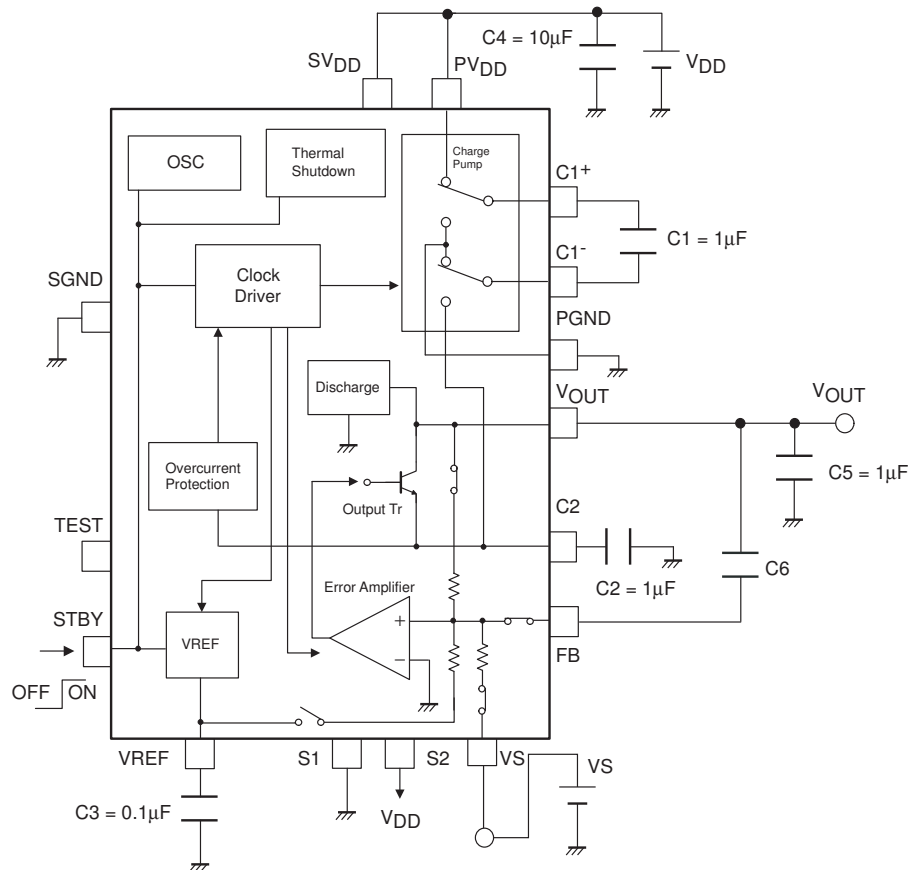 C4 = 10μF
VDD
SVDD
PVDD
OSC
Thermal
Shutdown
Charge
Pump
C1+
C1 = 1μF
C1-
SGND
Clock
Driver
PGND
Discharge
VOUT
VOUT
C5 = 1μF
Overcurrent
Protection
Output Tr
C2
TEST
C2 = 1μF
C6
Error Amplifier
STBY
VREF
+
−
FB
OFF
ON
VREF
S1
S2
VS
VS
C3 = 0.1μF
VDD